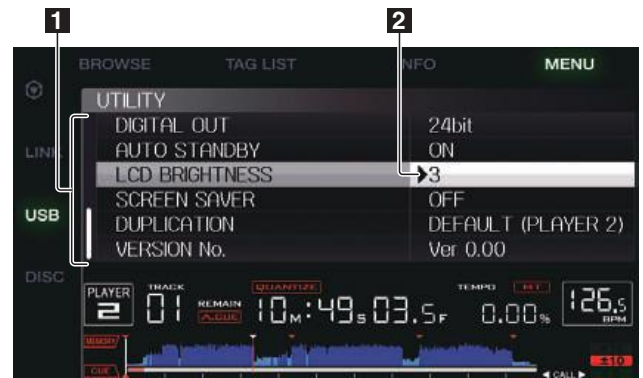 1 2
BROWSE TAG LIST INFO MENU
UTILITY
DIGITAL OUT 24bit
AUTO STANDBY ON
LINK
LCD BRIGHTNESS 3
SCREEN SAVER OFF
USB
DUPLICATION DEFAULT (PLAYER 2)
VERSION No. Ver 0.00
DISC
PLAYER TRACK QUANTIZE TEMPO MT
2 01 REMAIN A.CUE 10M:49S03.5F 0.00% 126.5 BPM
MEMORY
CUE CALL ±10